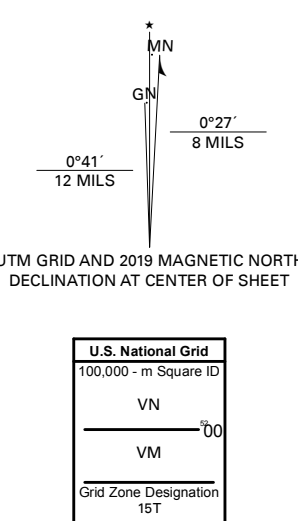 ★
MN
GN
0°27´
8 MILS
0°41´
12 MILS
UTM GRID AND 2019 MAGNETIC NORTH
DECLINATION AT CENTER OF SHEET
U.S. National Grid
100,000 - m Square ID
VN
5200
VM
Grid Zone Designation
15T